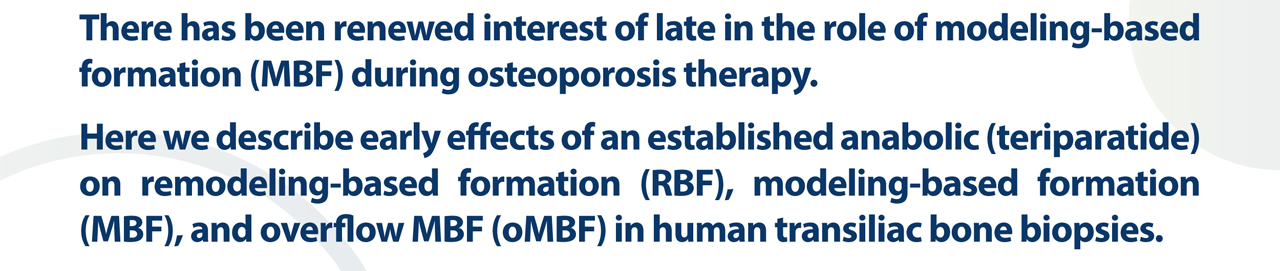 There has been renewed interest of late in the role of modeling-based
formation (MBF) during osteoporosis therapy.
Here we describe early effects of an established anabolic (teriparatide)
on remodeling-based formation (RBF), modeling-based formation
(MBF), and overflow MBF (oMBF) in human transiliac bone biopsies.